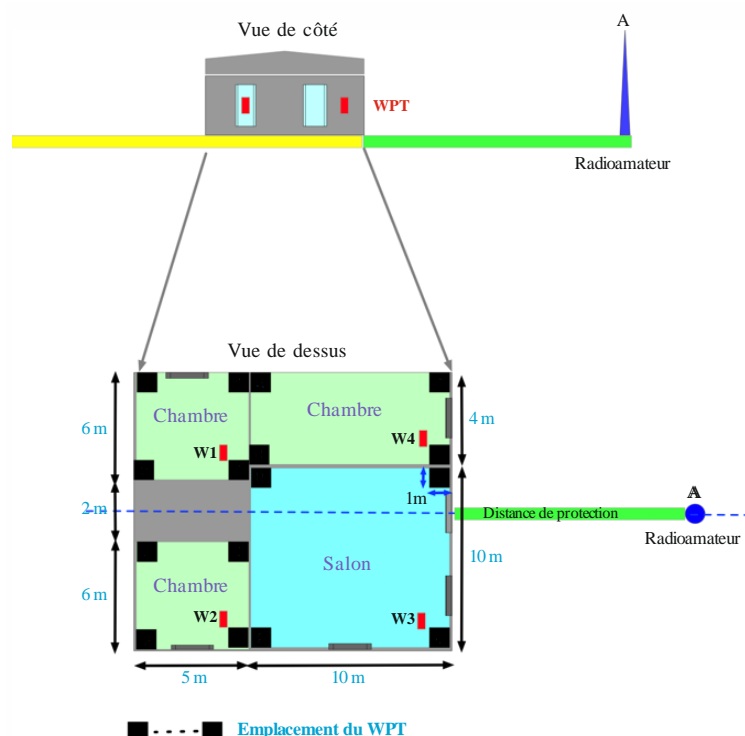 Vue de côté
A
WPT
Radioamateur
Vue de dessus
Chambre
Chambre
6 m
4 m
W1
W4
1m
2 m
Distance de protection
A
Radioamateur
10 m
Salon
Chambre
6 m
W2
W3
5 m
10 m
Emplacement du WPT